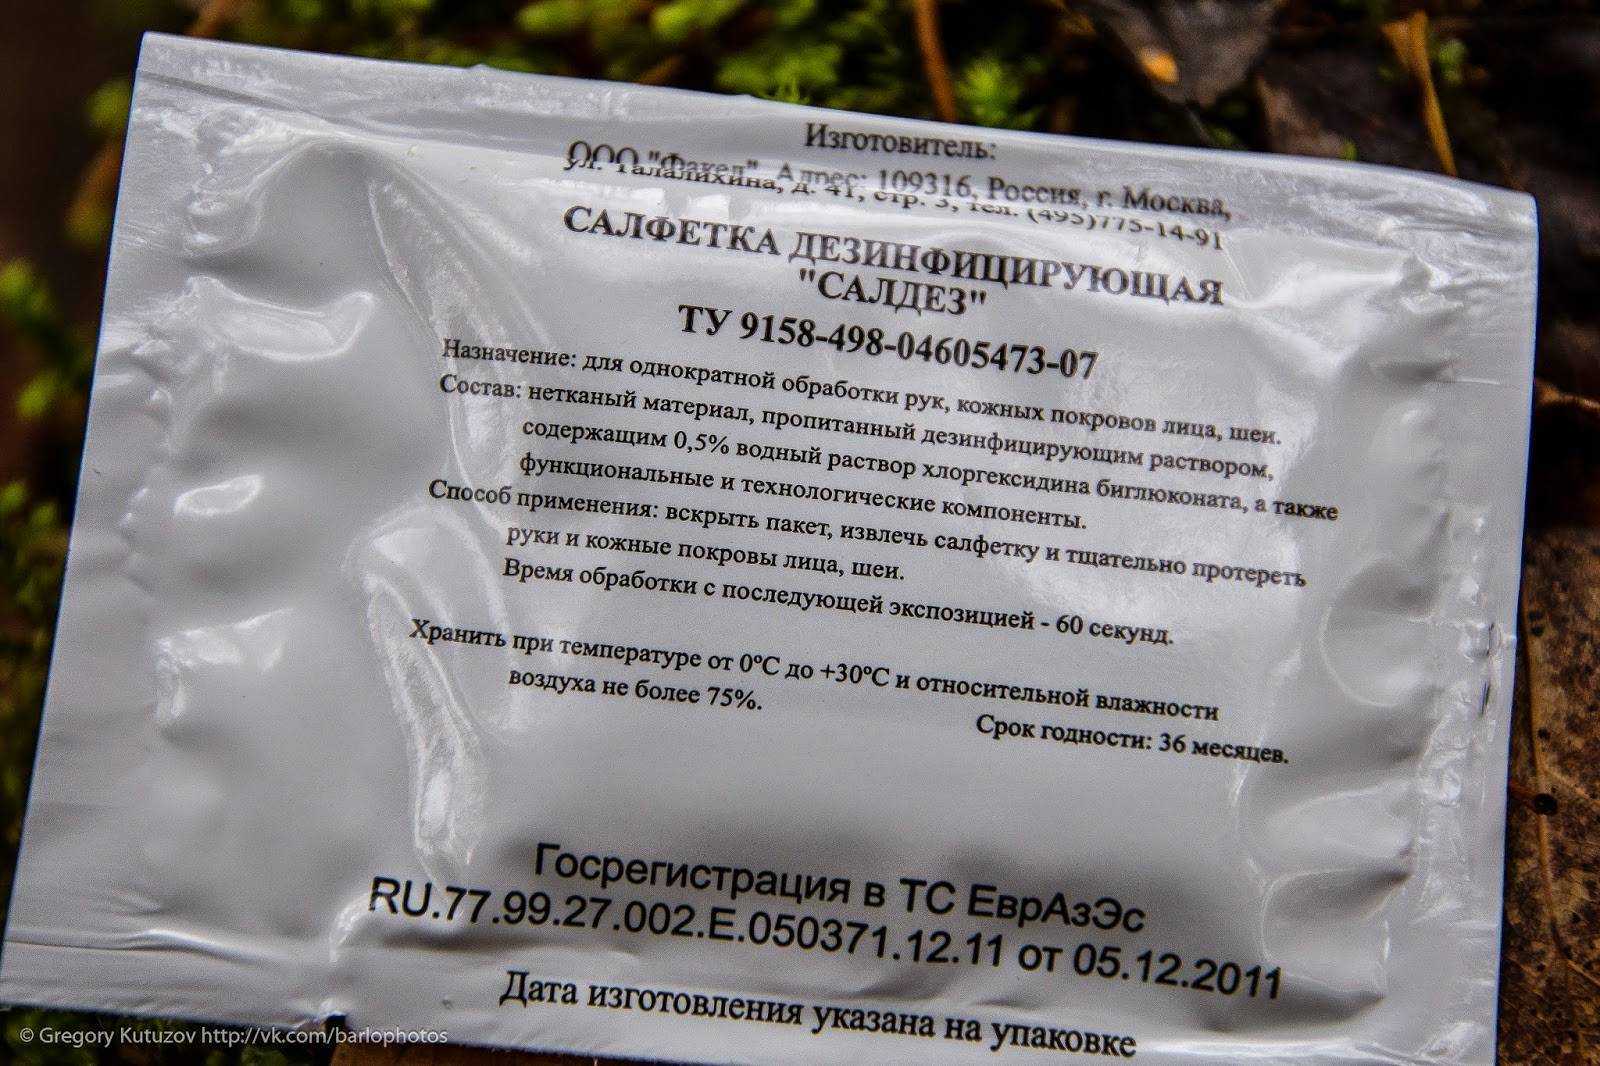 Изготовитель:
ООО "Факел". Адрес: 109316, Россия, г. Москва,
ул. Талалихина, д. 41, стр. 3, тел. (495)775-14-91
САЛФЕТКА ДЕЗИНФИЦИРУЮЩАЯ
"САЛДЕЗ"
ТУ 9158-498-04605473-07
Назначение: для однократной обработки рук, кожных покровов лица, шеи.
Состав: нетканый материал, пропитанный дезинфицирующим раствором,
содержащим 0,5% водный раствор хлоргексидина биглюконата, а также
функциональные и технологические компоненты.
Способ применения: вскрыть пакет, извлечь салфетку и тщательно протереть
руки и кожные покровы лица, шеи.
Время обработки с последующей экспозицией - 60 секунд.
Хранить при температуре от 0ºС до +30ºС и относительной влажности
воздуха не более 75%.
Срок годности: 36 месяцев.
Госрегистрация в ТС ЕврАзЭс
RU.77.99.27.002.Е.050371.12.11 от 05.12.2011
Дата изготовления указана на упаковке
© Gregory Kutuzov http://vk.com/barlophotos